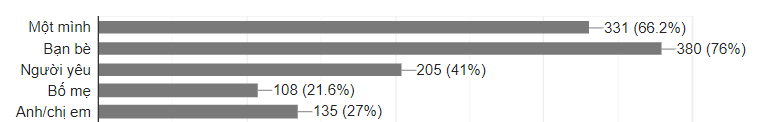 Một mình 331 (66.2%)
Bạn bè 380 (76%)
Người yêu 205 (41%)
Bố mẹ 108 (21.6%)
Anh/chị em 135 (27%)